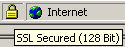 Internet
SSL Secured (128 Bit)